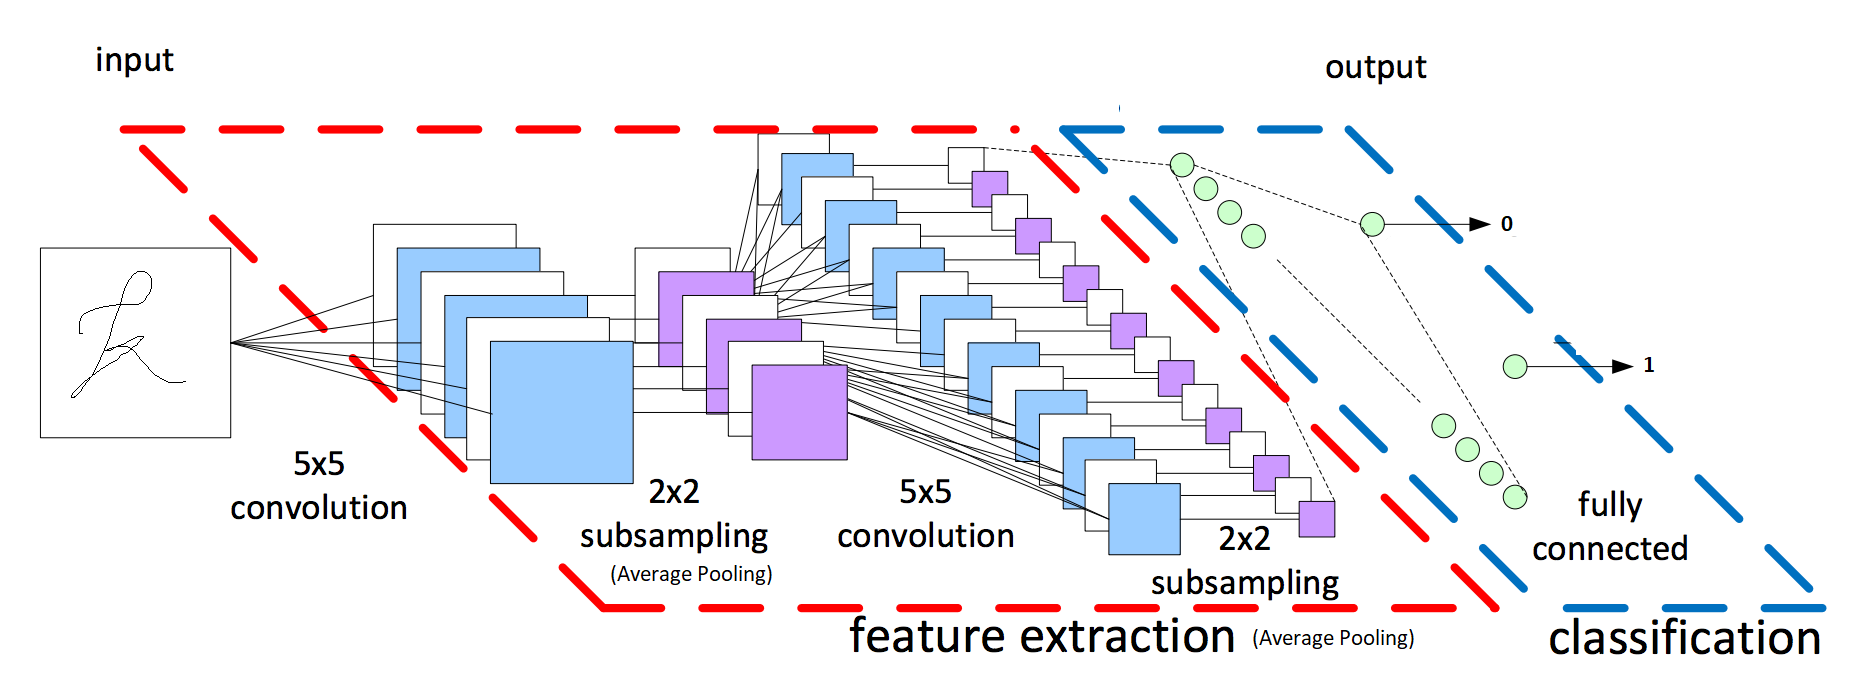 input
output
0
1
5x5
convolution
2x2
subsampling
(Average Pooling)
5x5
convolution
2x2
subsampling
fully
connected
feature extraction
(Average Pooling)
classification